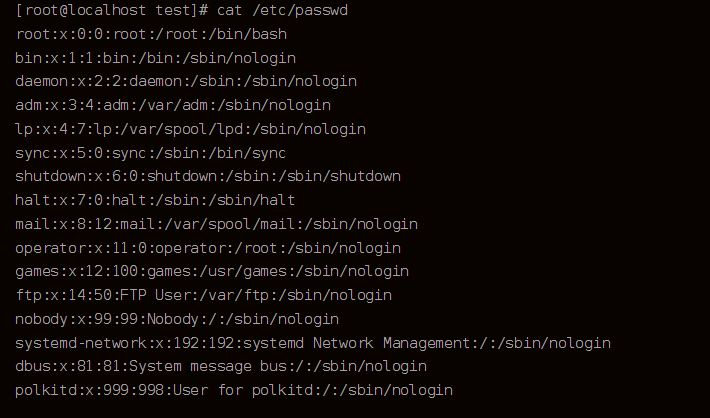 [root@localhost test]# cat /etc/passwd
root:x:0:0:root:/root:/bin/bash
bin:x:1:1:bin:/bin:/sbin/nologin
daemon:x:2:2:daemon:/sbin:/sbin/nologin
adm:x:3:4:adm:/var/adm:/sbin/nologin
lp:x:4:7:lp:/var/spool/lpd:/sbin/nologin
sync:x:5:0:sync:/sbin:/bin/sync
shutdown:x:6:0:shutdown:/sbin:/sbin/shutdown
halt:x:7:0:halt:/sbin:/sbin/halt
mail:x:8:12:mail:/var/spool/mail:/sbin/nologin
operator:x:11:0:operator:/root:/sbin/nologin
games:x:12:100:games:/usr/games:/sbin/nologin
ftp:x:14:50:FTP User:/var/ftp:/sbin/nologin
nobody:x:99:99:Nobody:/:/sbin/nologin
systemd-network:x:192:192:systemd Network Management:/:/sbin/nologin
dbus:x:81:81:System message bus:/:/sbin/nologin
polkitd:x:999:998:User for polkitd:/:/sbin/nologin